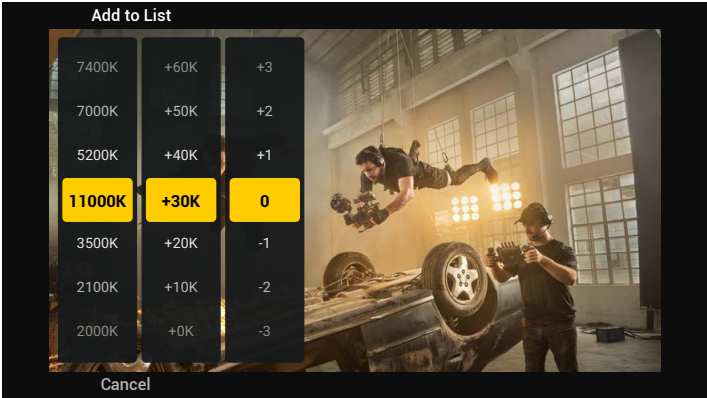 Add to List
7400K +60K +3
7000K +50K +2
5200K +40K +1
11000K +30K 0
3500K +20K -1
2100K +10K -2
2000K +0K -3
Cancel